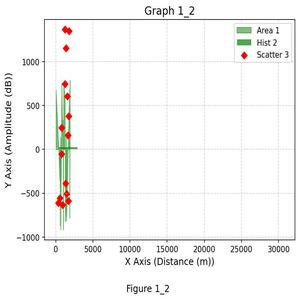 Graph 1_2
Area 1
Hist 2
Scatter 3
Y Axis (Amplitude (dB))
1000
500
0
−500
−1000
0 5000 10000 15000 20000 25000 30000
X Axis (Distance (m))
Figure 1_2